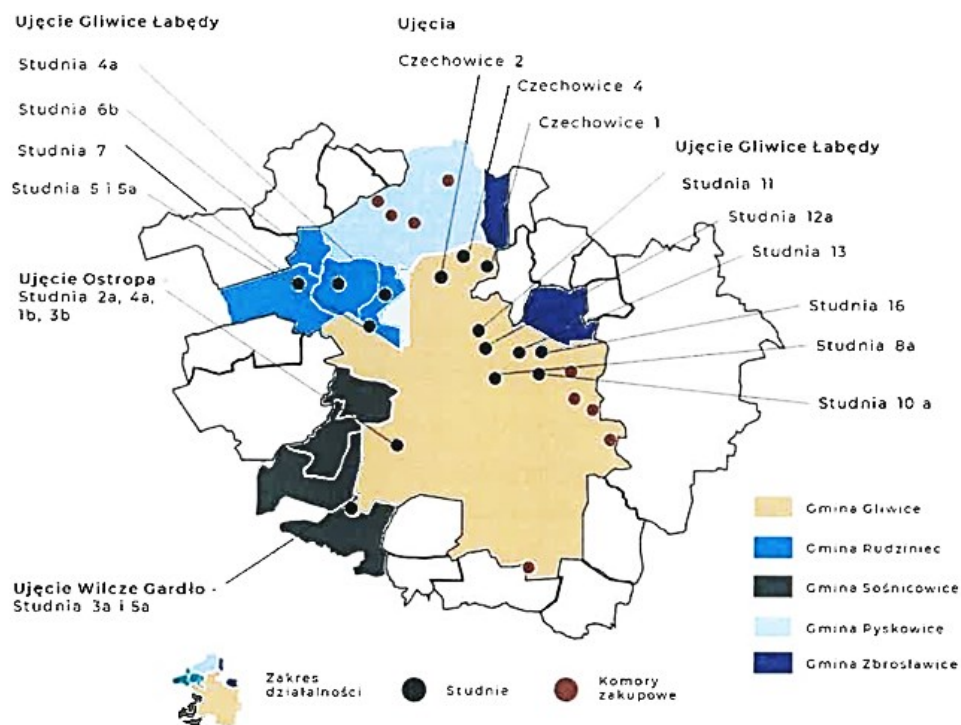 Ujęcie Gliwice Łabędy
Studnia 4a
Studnia 6b
Studnia 7
Studnia 5 i 5a
Ujęcie Ostropa -
Studnia 2a, 4a,
1b, 3b
Ujęcie Wilcze Gardło -
Studnia 3a i 5a
Ujęcia
Czechowice 2
Czechowice 4
Czechowice 1
Ujęcie Gliwice Łabędy
Studnia 11
Studnia 12a
Studnia 13
Studnia 16
Studnia 8a
Studnia 10 a
Gmina Gliwice
Gmina Rudziniec
Gmina Sośnicowice
Gmina Pyskowice
Gmina Zbrosławice
Zakres
działalności
Studnie
Komory
zakupowe